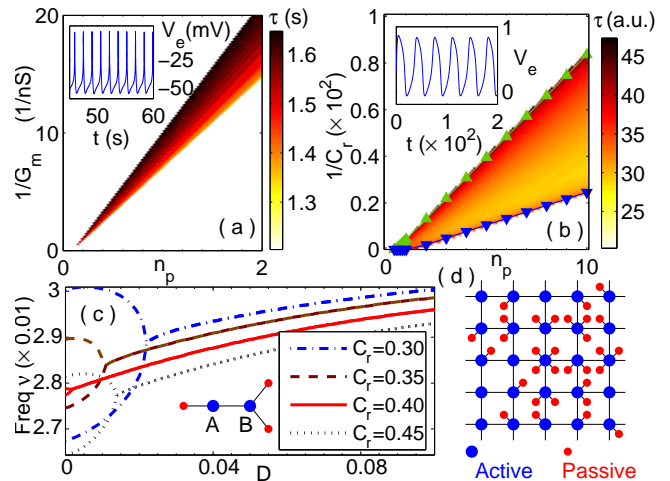 20
10
0
1/G_m (1/nS)
V_e(mV)
−25
−50
50
60
t (s)
( a )
0
n_p
2
τ (s)
1.6
1.4
1.2
1
0.8
0.6
0.4
0.2
0
1/C_r (× 10^2)
1
0
V_e
0
1
2
t (× 10^2)
( b )
0
n_p
10
τ (a.u.)
45
40
35
30
25
3
2.9
2.8
2.7
Freq ν (× 0.01)
( c )
C_r=0.30
C_r=0.35
C_r=0.40
C_r=0.45
A
B
0
0.04
0.08
D
( d )
Active
Passive